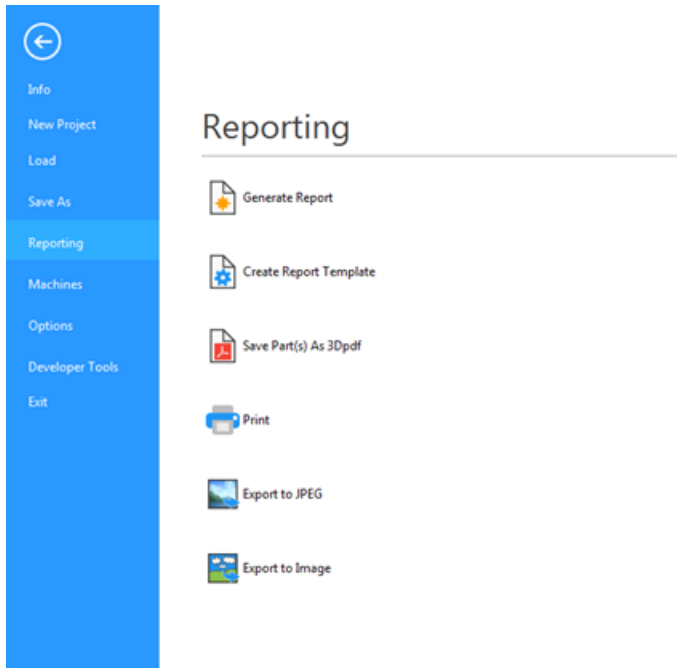 Info
New Project
Load
Save As
Reporting
Machines
Options
Developer Tools
Exit
Reporting
Generate Report
Create Report Template
Save Part(s) As 3Dpdf
Print
Export to JPEG
Export to Image